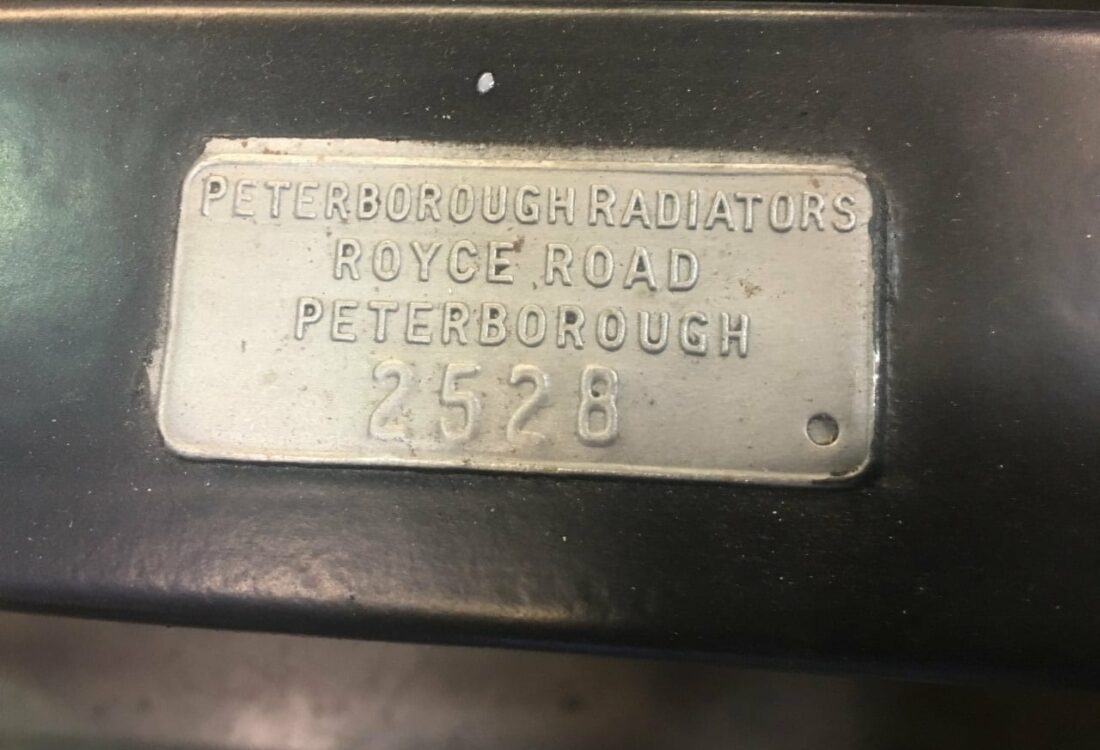 PETERBOROUGH RADIATORS
ROYCE ROAD
PETERBOROUGH
2528